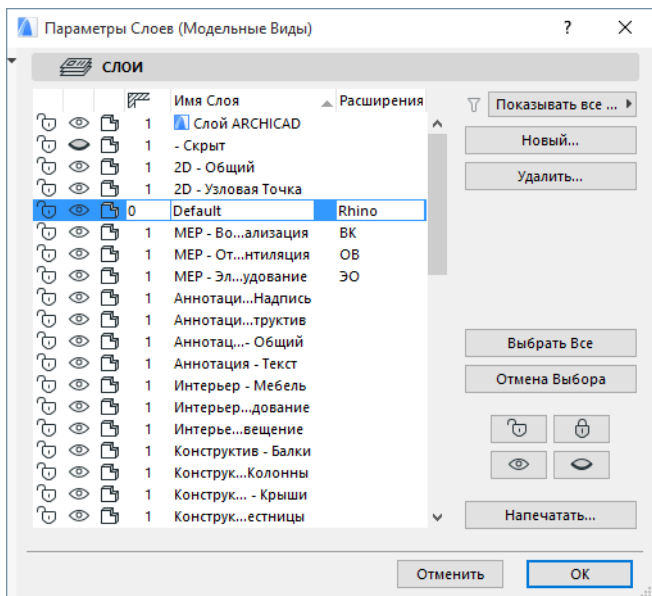 Параметры Слоев (Модельные Виды) ?
СЛОИ
Имя Слоя Расширения
Показывать все ...
1 Слой ARCHICAD
Новый...
1 - Скрыт
1 2D - Общий
Удалить...
1 2D - Узловая Точка
0 Default Rhino
1 MEP - Во...ализация ВК
1 MEP - От...нтиляция ОВ
1 MEP - Эл...удование ЭО
1 Аннотаци...Надпись
1 Аннотаци...труктив
1 Аннотац...- Общий
Выбрать Все
1 Аннотация - Текст
1 Интерьер - Мебель
Отмена Выбора
1 Интерьер...дование
1 Интерье...вещение
1 Конструктив - Балки
1 Конструк...Колонны
1 Конструк... - Крыши
1 Конструк...естницы
Напечатать...
Отменить OK